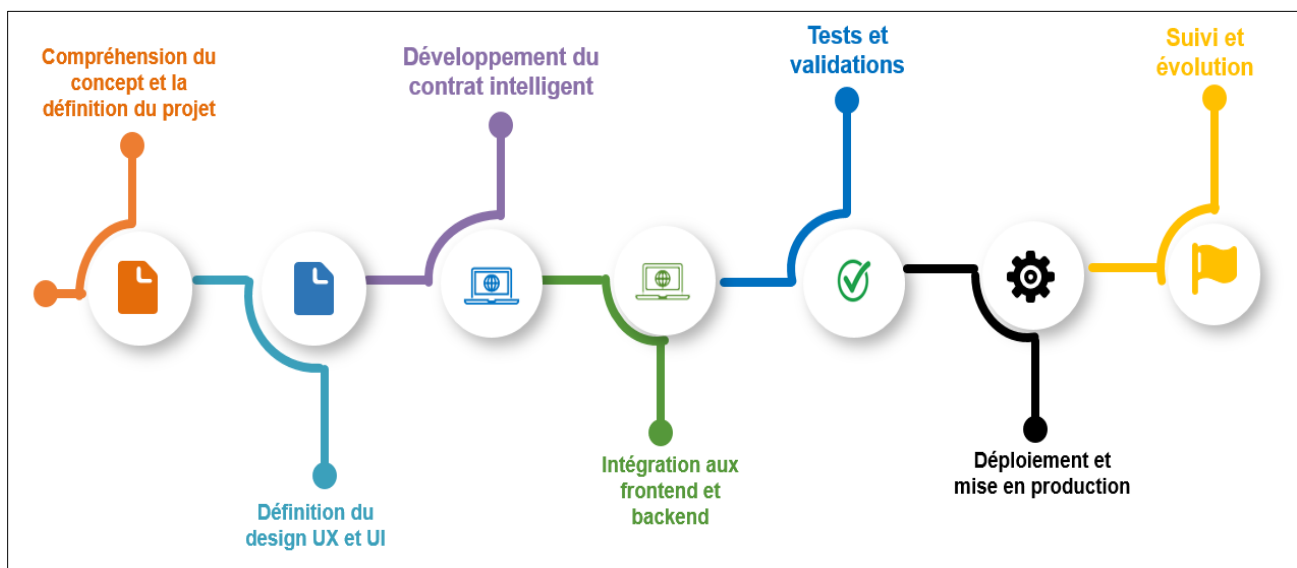 Compréhension du
concept et la
définition du projet
Définition du
design UX et UI
Développement du
contrat intelligent
Intégration aux
frontend et
backend
Tests et
validations
Déploiement et
mise en production
Suivi et
évolution